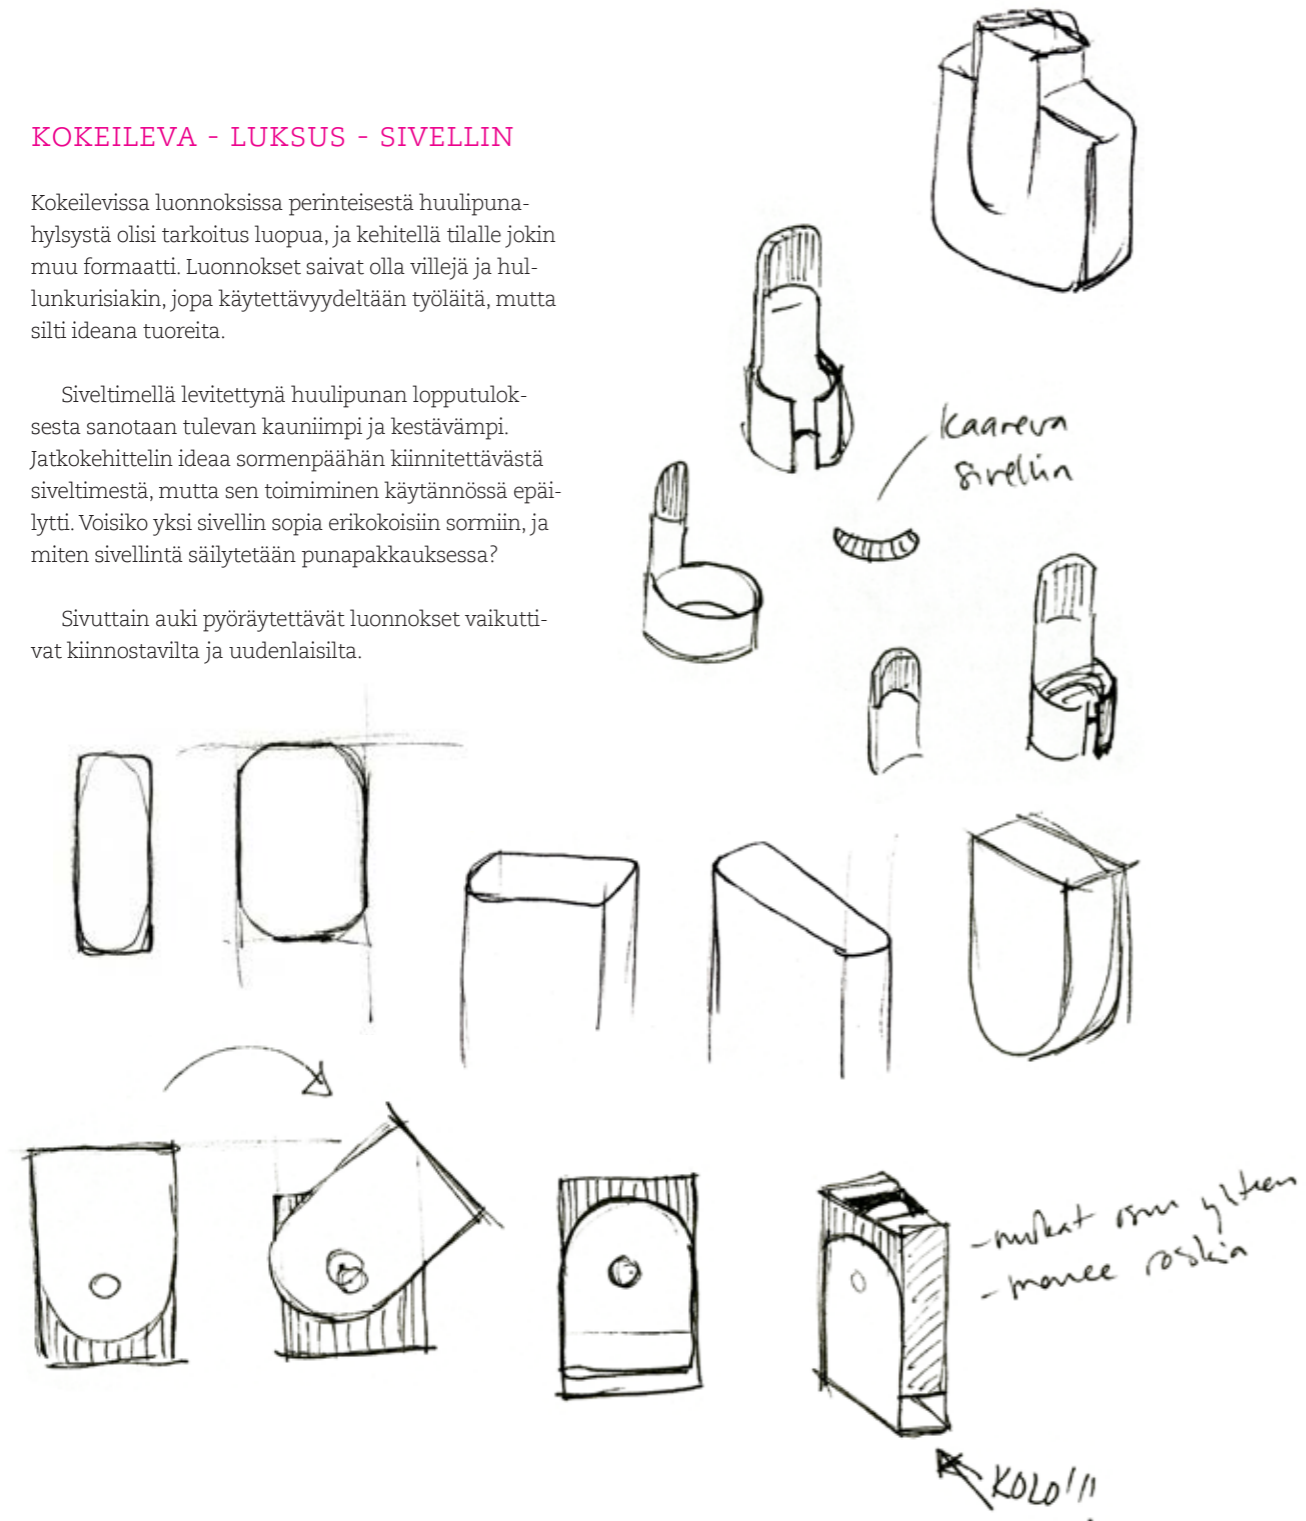 KOKEILEVA - LUKSUS - SIVELLIN
Kokeilevissa luonnoksissa perinteisestä huulipuna-
hylsystä olisi tarkoitus luopua, ja kehitellä tilalle jokin
muu formaatti. Luonnokset saivat olla villejä ja hul-
lunkurisiakin, jopa käytettävyydeltään työläitä, mutta
silti ideana tuoreita.
Siveltimellä levitettynä huulipunan lopputulok-
sesta sanotaan tulevan kauniimpi ja kestävämpi.
Jatkokehittelin ideaa sormenpäähän kiinnitettävästä
siveltimestä, mutta sen toimiminen käytännössä epäi-
lytti. Voisiko yksi sivellin sopia erikokoisiin sormiin, ja
miten sivellintä säilytetään punapakkauksessa?
Sivuttain auki pyöräytettävät luonnokset vaikutti-
vat kiinnostavilta ja uudenlaisilta.
kaareva
sivellin
- yhteen
- menee roskia
KOLO!!!